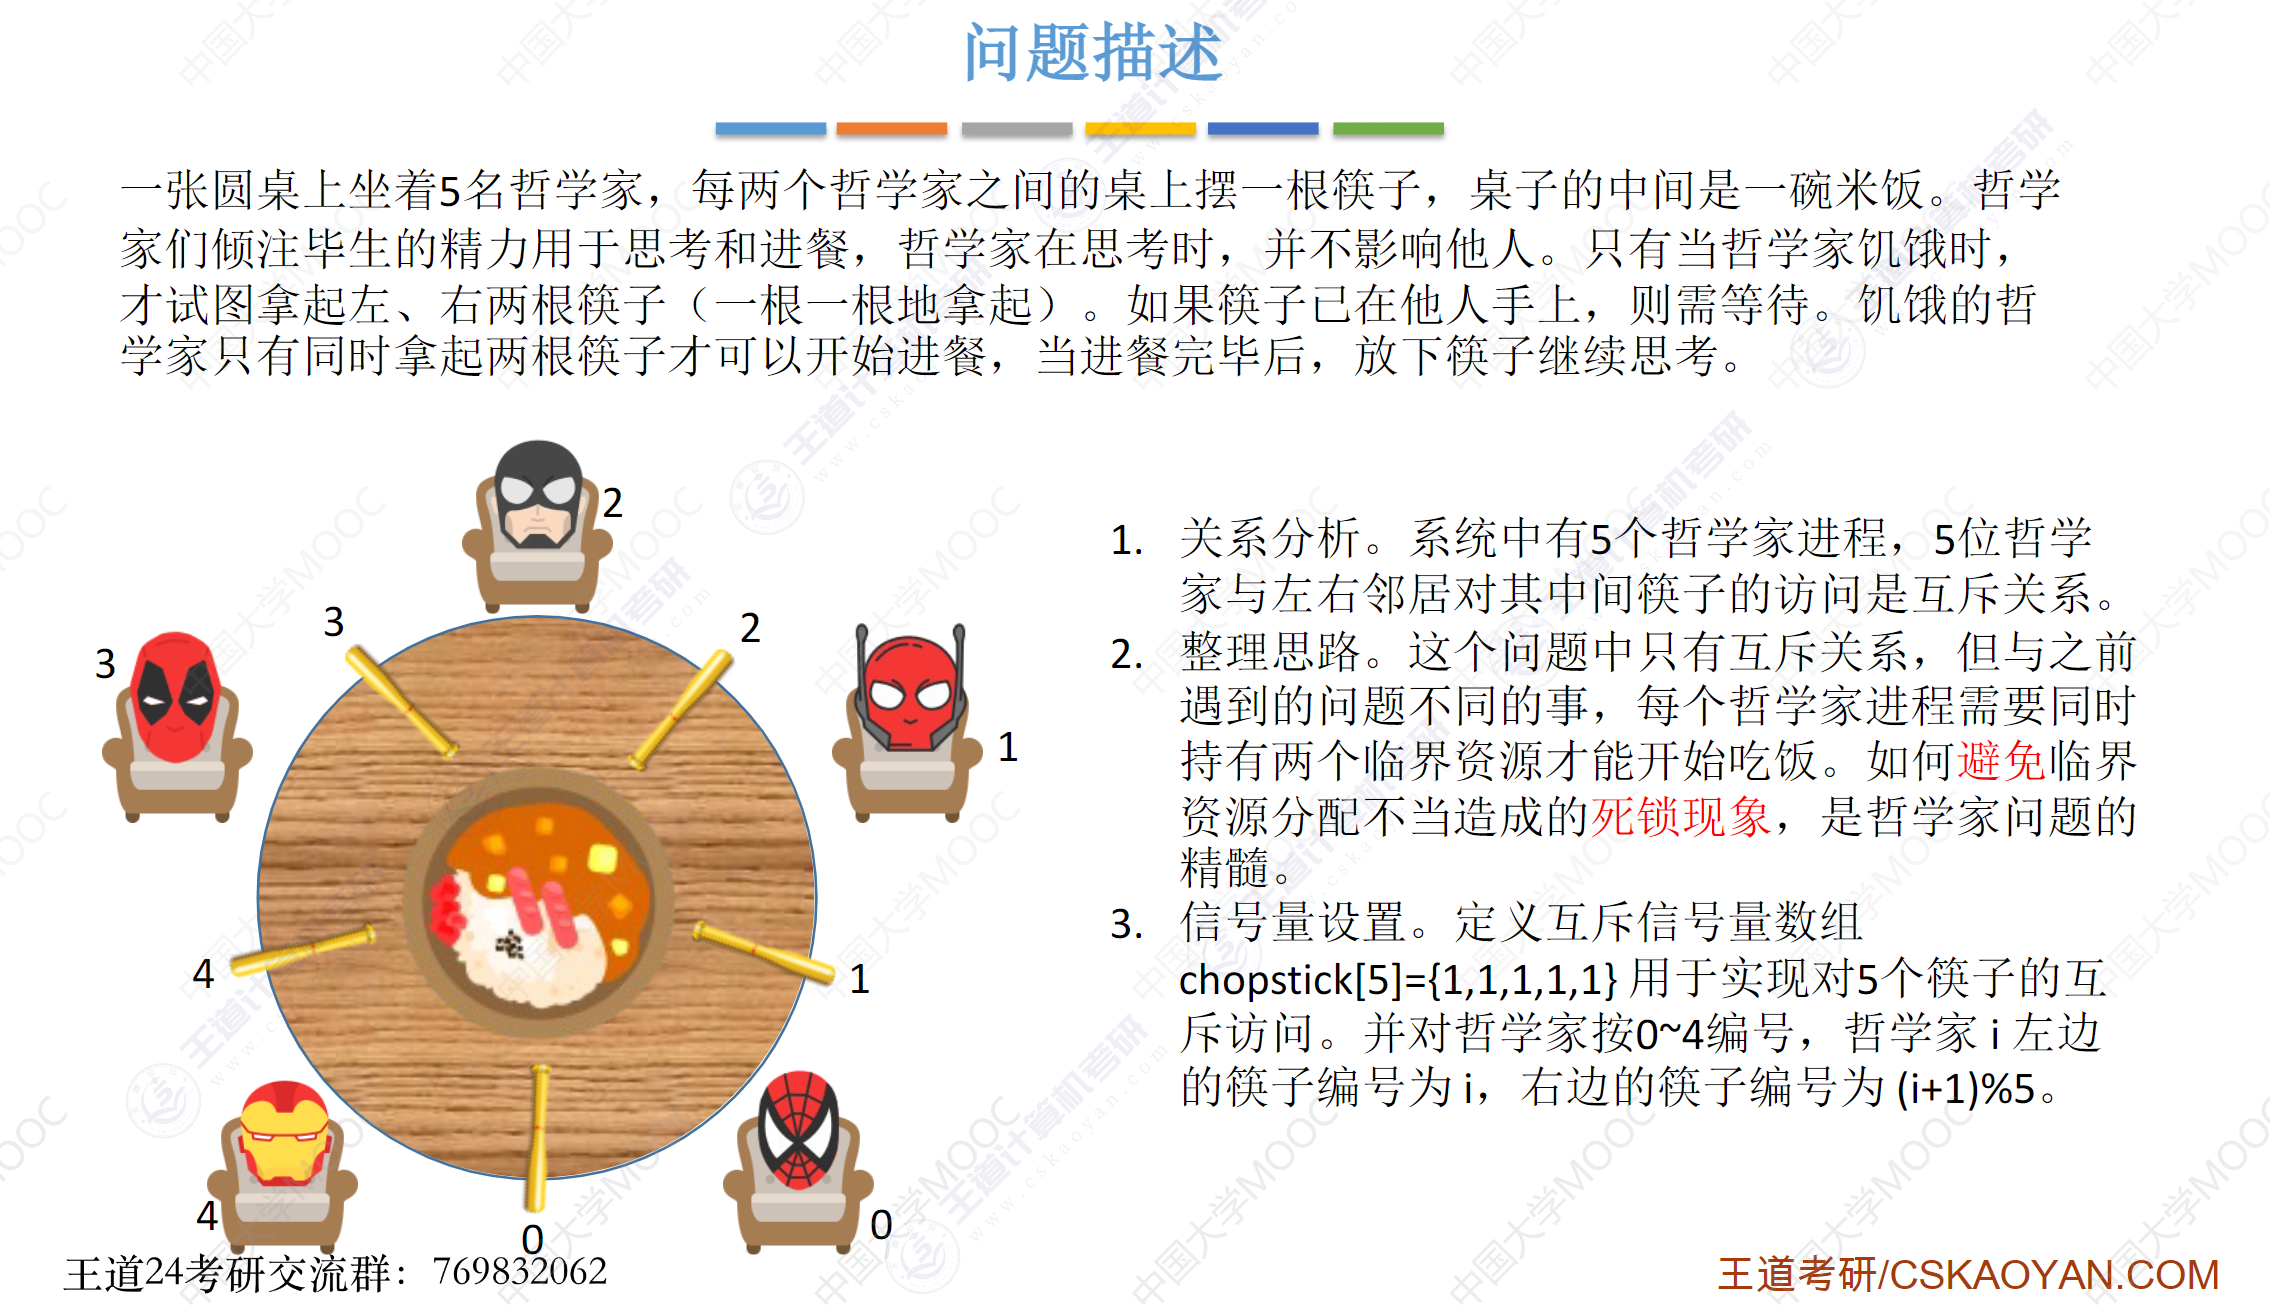 问题描述
一张圆桌上坐着5名哲学家，每两个哲学家之间的桌上摆一根筷子，桌子的中间是一碗米饭。哲学
家们倾注毕生的精力用于思考和进餐，哲学家在思考时，并不影响他人。只有当哲学家饥饿时，
才试图拿起左、右两根筷子（一根一根地拿起）。如果筷子已在他人手上，则需等待。饥饿的哲
学家只有同时拿起两根筷子才可以开始进餐，当进餐完毕后，放下筷子继续思考。
2
3
2
3
1
4
1
4
0
0
1. 关系分析。系统中有5个哲学家进程，5位哲学
家与左右邻居对其中间筷子的访问是互斥关系。
2. 整理思路。这个问题中只有互斥关系，但与之前
遇到的问题不同的事，每个哲学家进程需要同时
持有两个临界资源才能开始吃饭。如何避免临界
资源分配不当造成的死锁现象，是哲学家问题的
精髓。
3. 信号量设置。定义互斥信号量数组
chopstick[5]={1,1,1,1,1} 用于实现对5个筷子的互
斥访问。并对哲学家按0~4编号，哲学家 i 左边
的筷子编号为 i，右边的筷子编号为 (i+1)%5。
王道24考研交流群：769832062
王道考研/CSKAOYAN.COM
中国大学MOOC
王道计算机考研
www.cskaoyan.com